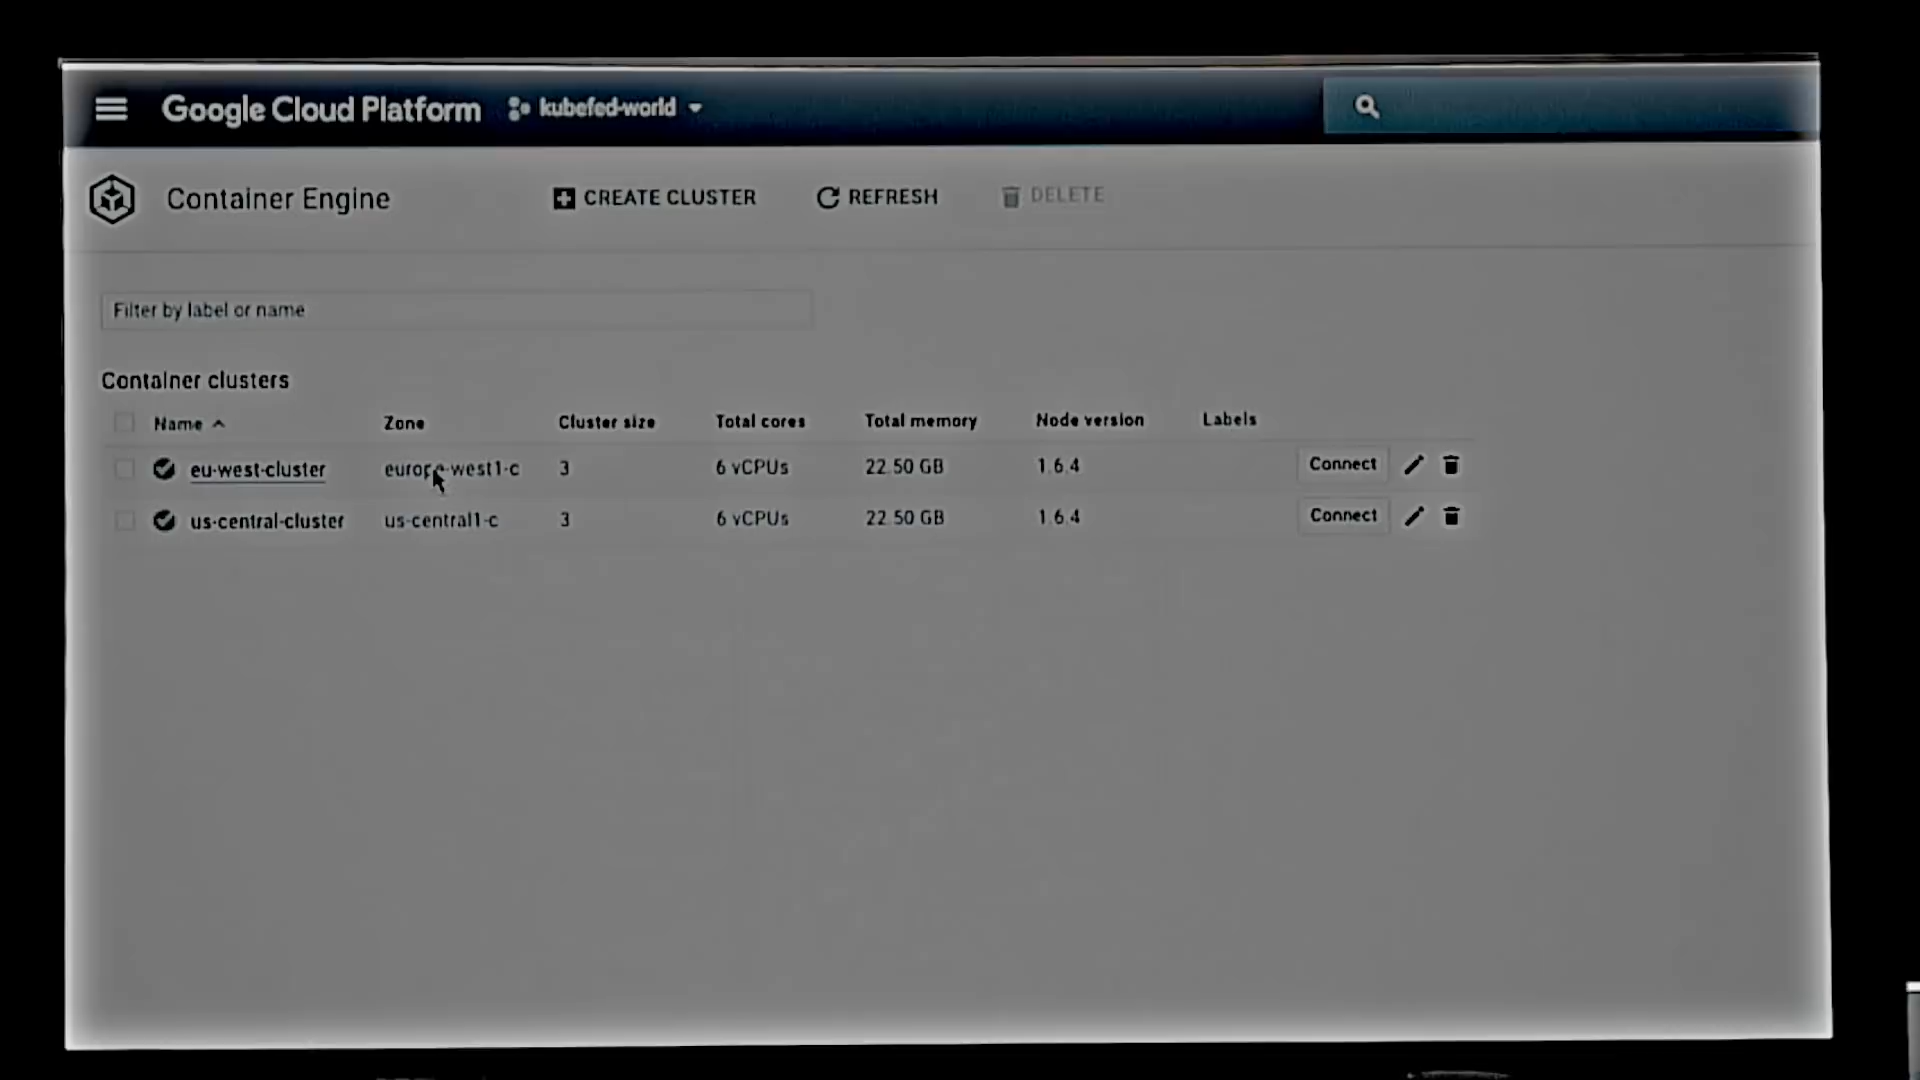 Google Cloud Platform kubefed-world
Container Engine CREATE CLUSTER REFRESH DELETE
Filter by label or name
Container clusters
Name Zone Cluster size Total cores Total memory Node version Labels
eu-west-cluster europe-west1-c 3 6 vCPUs 22.50 GB 1.6.4 Connect
us-central-cluster us-central1-c 3 6 vCPUs 22.50 GB 1.6.4 Connect